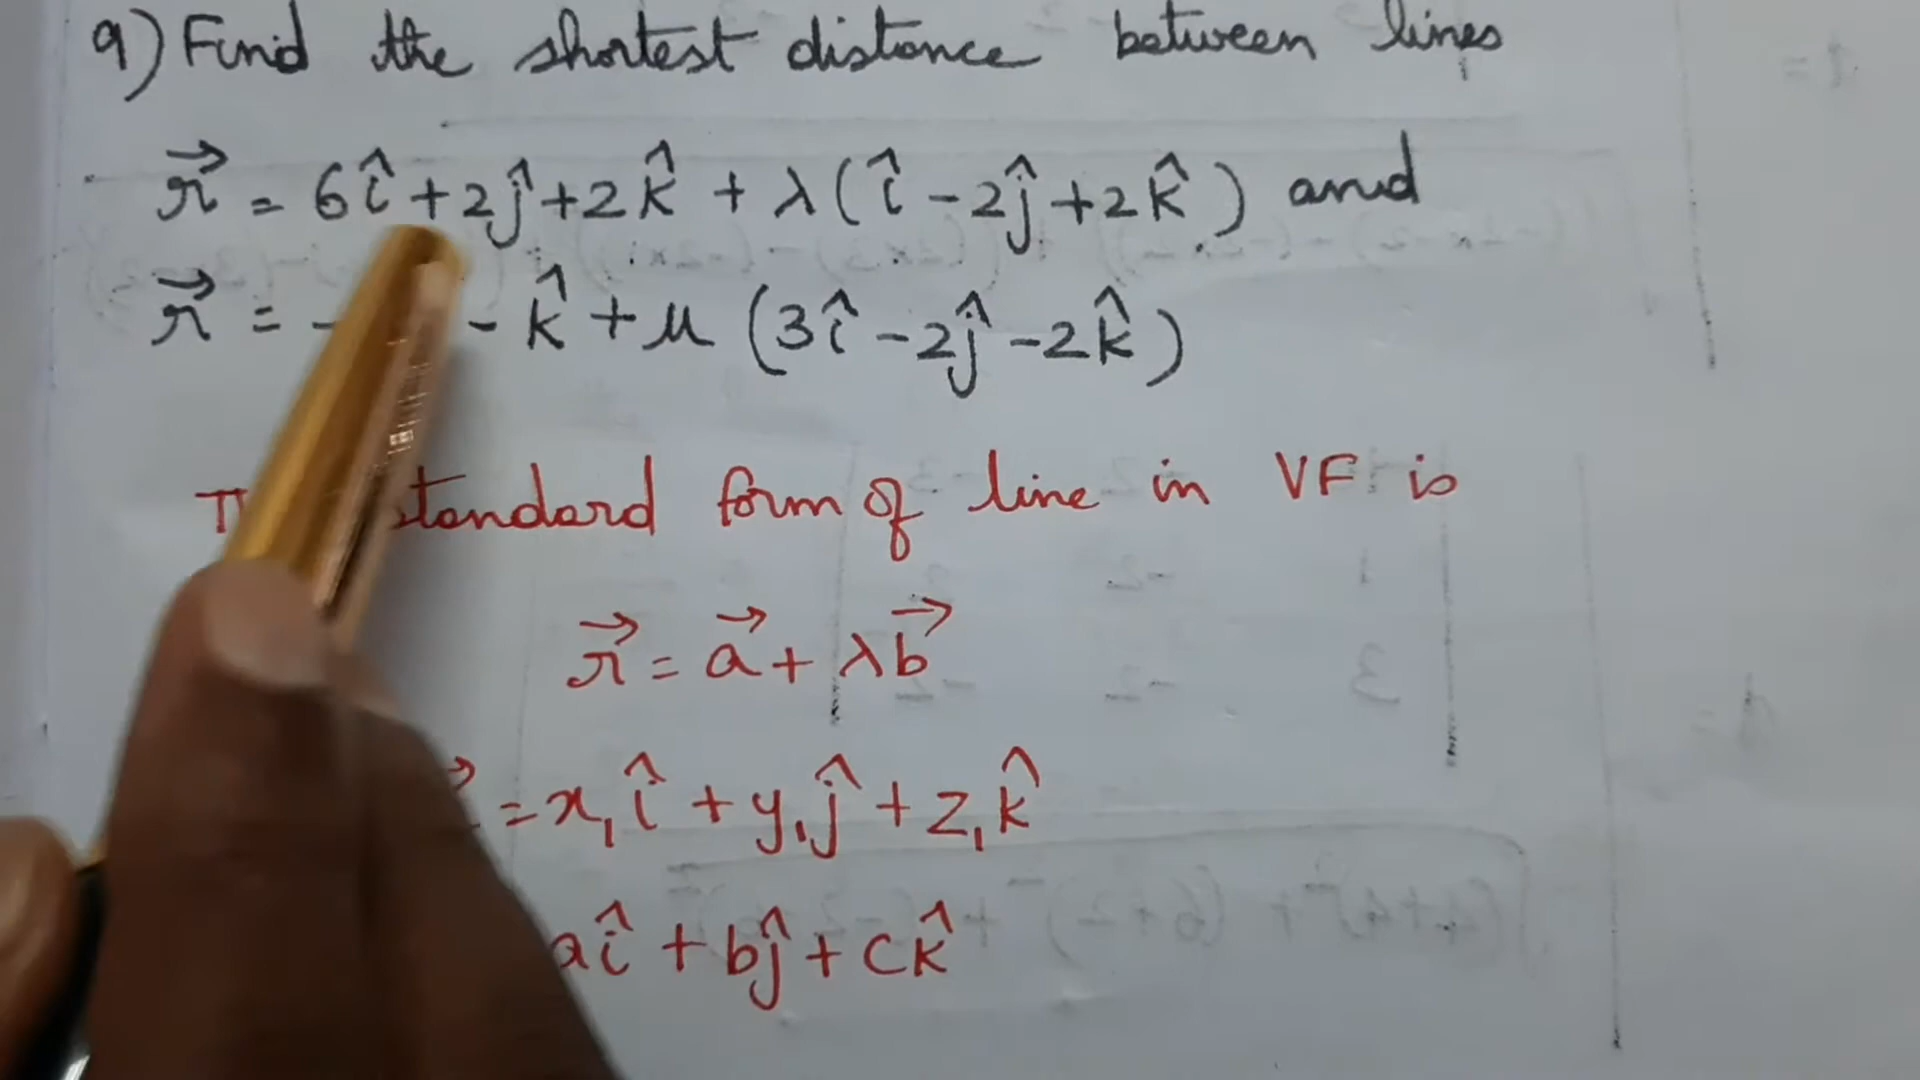 9) Find the shortest distance between lines
r⃗ = 6î + 2ĵ + 2k̂ + λ(î - 2ĵ + 2k̂) and
r⃗ = - - k̂ + μ (3î - 2ĵ - 2k̂)
standard form of line in VF is
r⃗ = a⃗ + λb⃗
= x₁î + y₁ĵ + z₁k̂
aî + bĵ + ck̂